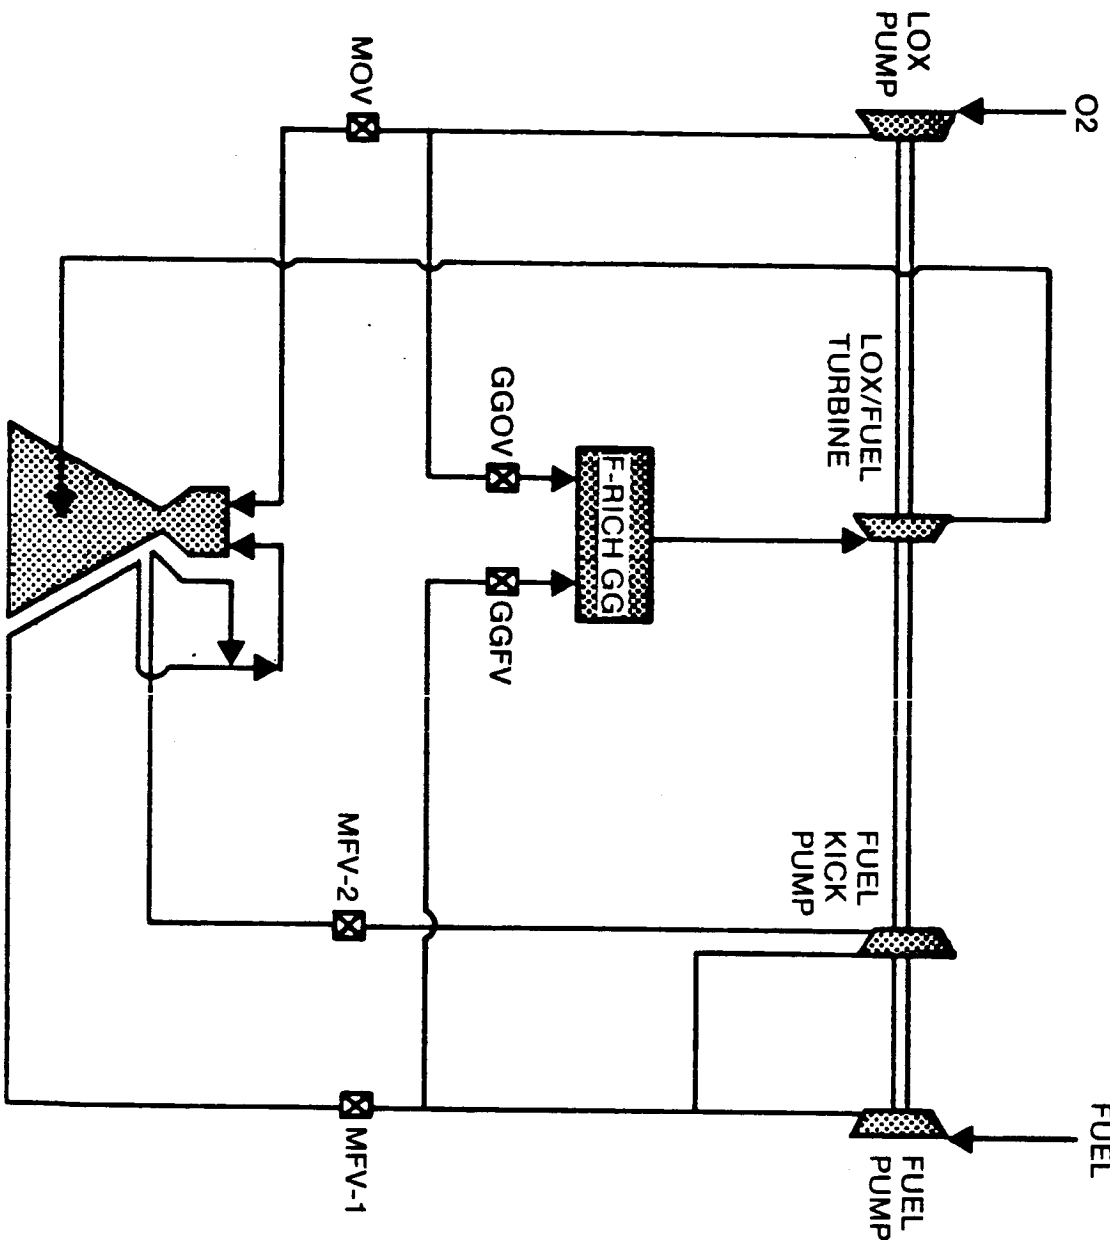 O2
FUEL
LOX
PUMP
LOX/FUEL
TURBINE
FUEL
KICK
PUMP
FUEL
PUMP
F-RICH GG
GGOV
GGFV
MOV
MFV-2
MFV-1